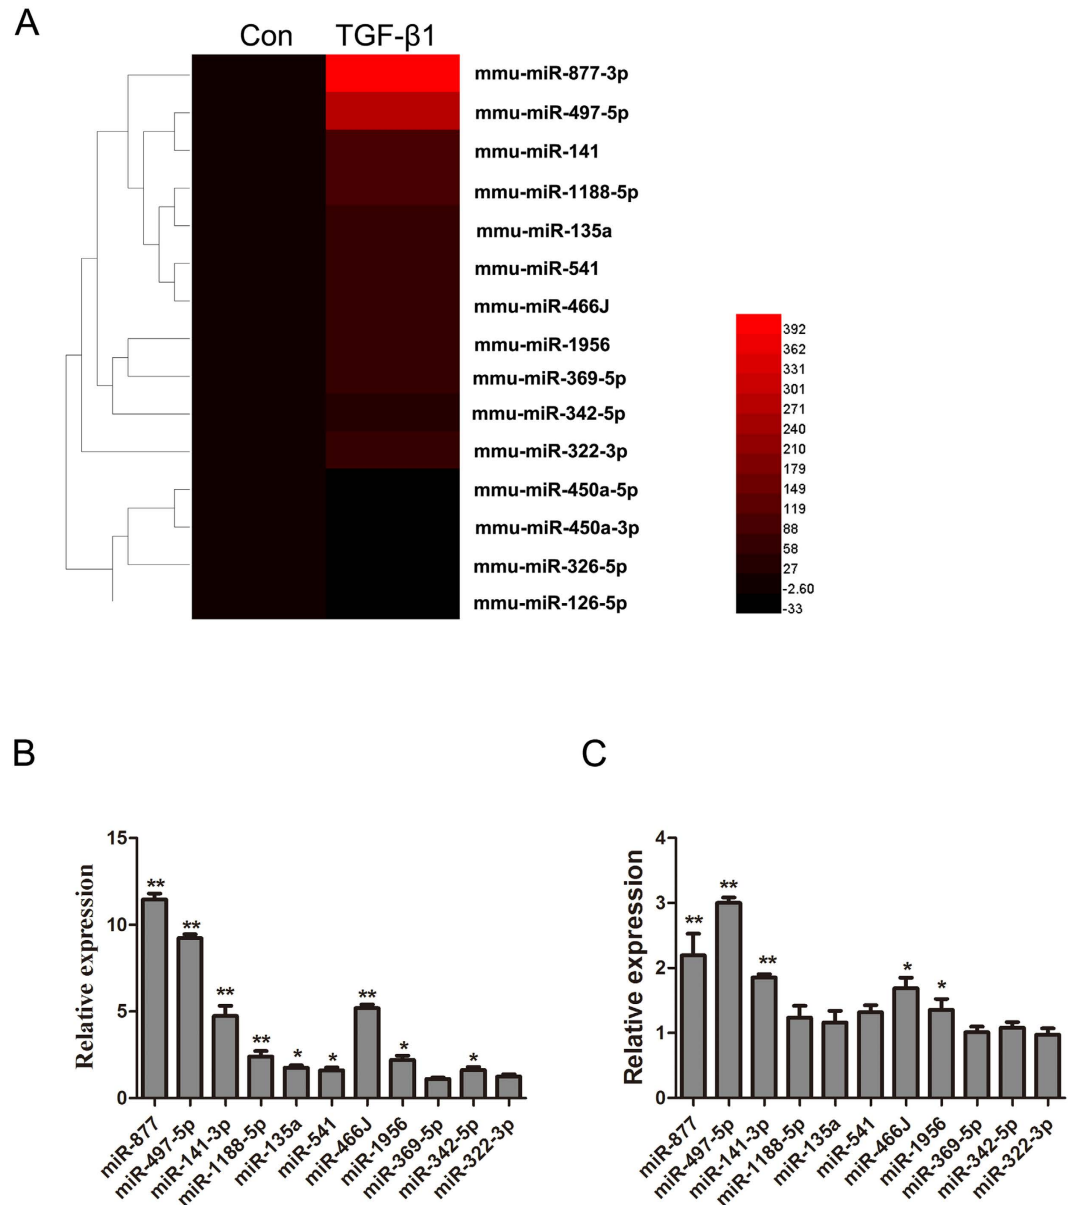 A
Con TGF-β1
mmu-miR-877-3p
mmu-miR-497-5p
mmu-miR-141
mmu-miR-1188-5p
mmu-miR-135a
mmu-miR-541
mmu-miR-466J
mmu-miR-1956
mmu-miR-369-5p
mmu-miR-342-5p
mmu-miR-322-3p
mmu-miR-450a-5p
mmu-miR-450a-3p
mmu-miR-326-5p
mmu-miR-126-5p
392
362
331
301
271
240
210
179
149
119
88
58
27
-2.60
-33
B
Relative expression
15
10
5
0
**
**
**
**
*
*
**
*
*
miR-877
miR-497-5p
miR-141-3p
miR-1188-5p
miR-135a
miR-541
miR-466J
miR-1956
miR-369-5p
miR-342-5p
miR-322-3p
C
Relative expression
4
3
2
1
0
**
**
**
*
*
miR-877
miR-497-5p
miR-141-3p
miR-1188-5p
miR-135a
miR-541
miR-466J
miR-1956
miR-369-5p
miR-342-5p
miR-322-3p